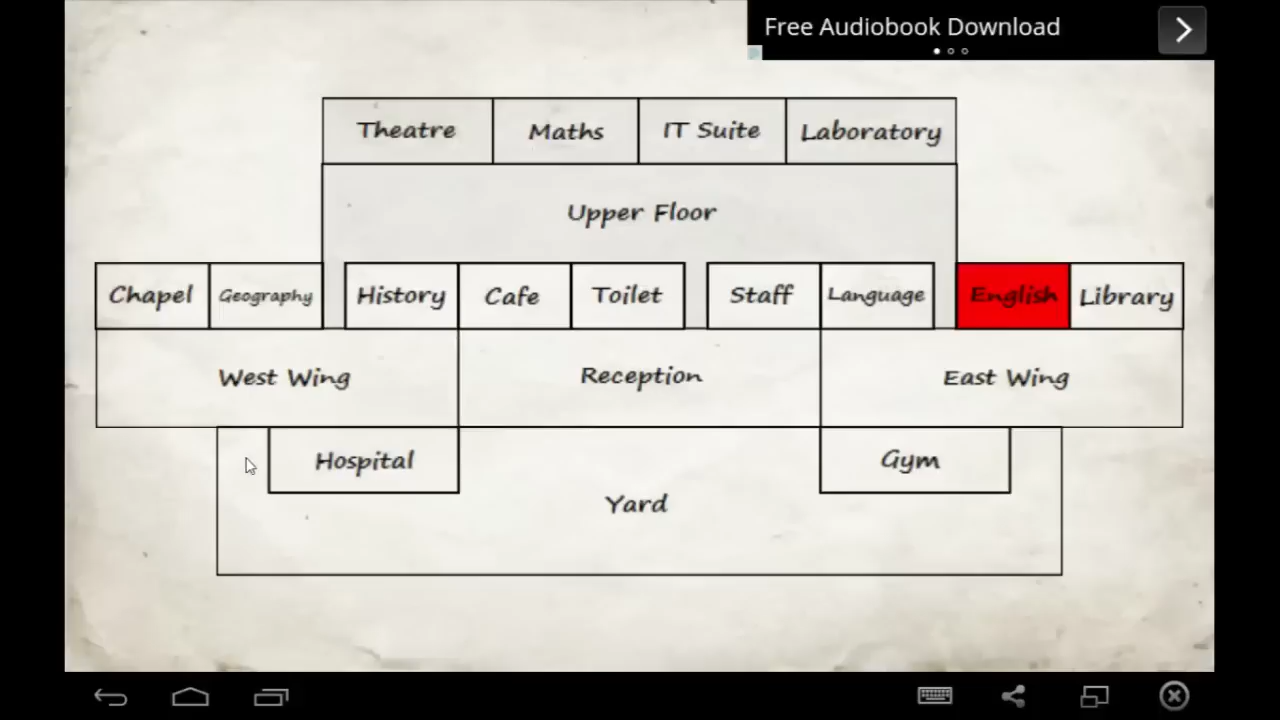 Free Audiobook Download
Theatre Maths IT Suite Laboratory
Upper Floor
Chapel Geography History Cafe Toilet Staff Language English Library
West Wing Reception East Wing
Hospital Gym
Yard